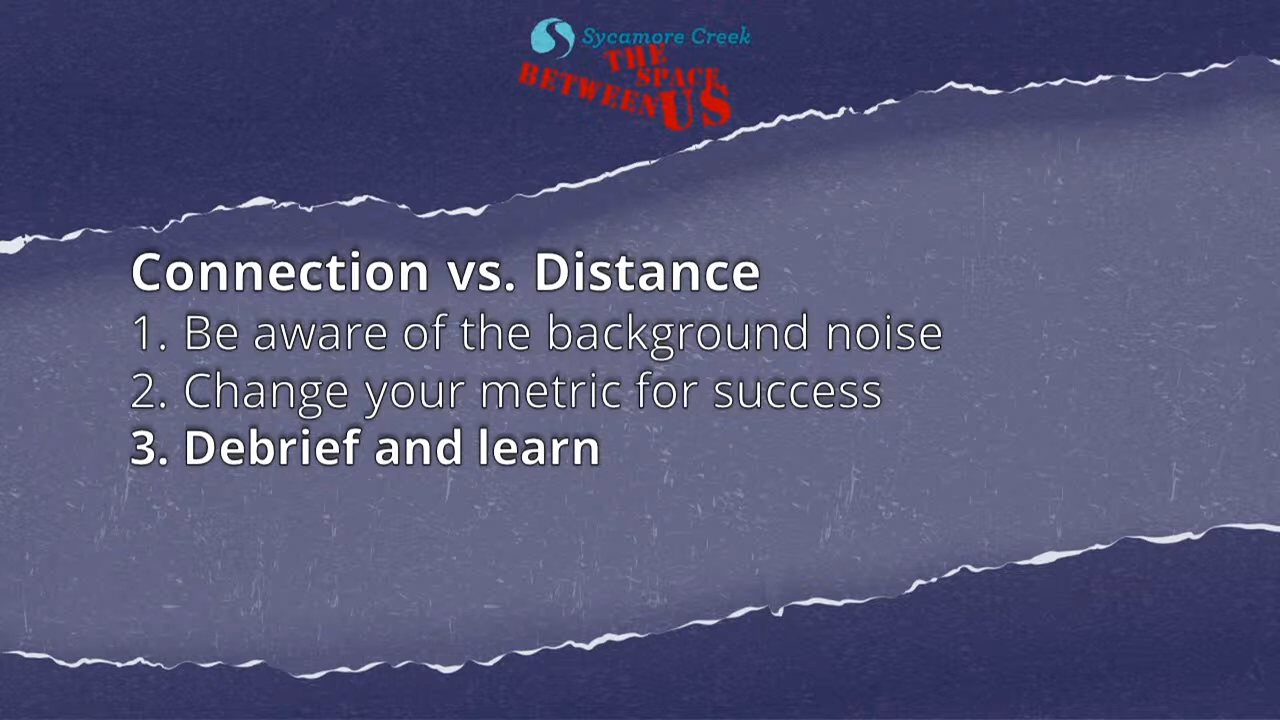 Sycamore Creek
THE
SPACE
BETWEEN US
Connection vs. Distance
1. Be aware of the background noise
2. Change your metric for success
3. Debrief and learn